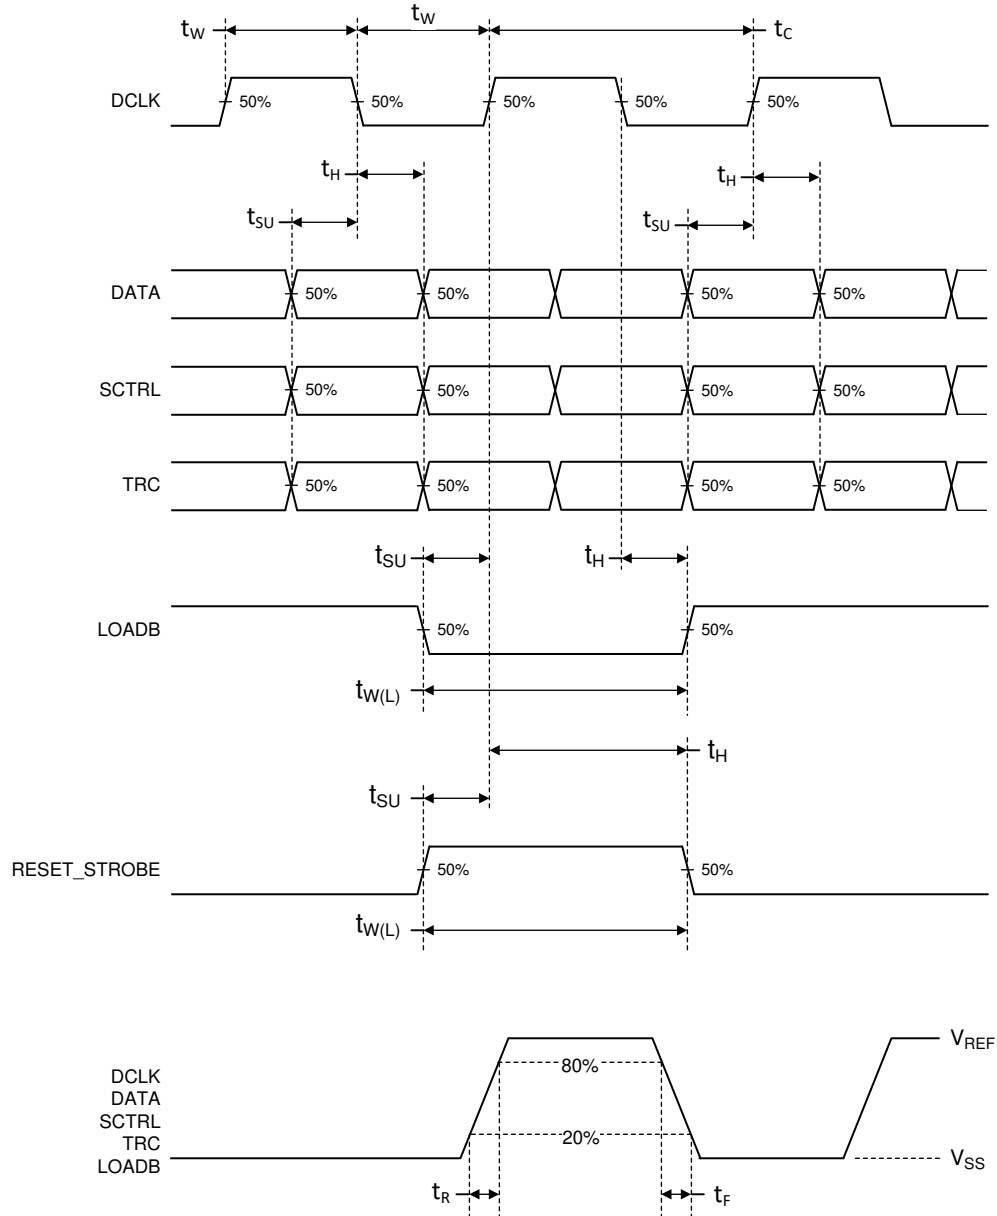 tW tW tC
DCLK 50% 50% 50% 50% 50%
tH tH
tSU tSU
DATA 50% 50% 50% 50%
SCTRL 50% 50% 50% 50%
TRC 50% 50% 50% 50%
tSU tH
LOADB 50% 50%
tW(L)
tH
tSU
RESET_STROBE 50% 50%
tW(L)
VREF
80%
DCLK
DATA
SCTRL
20%
TRC
LOADB
VSS
tR tF